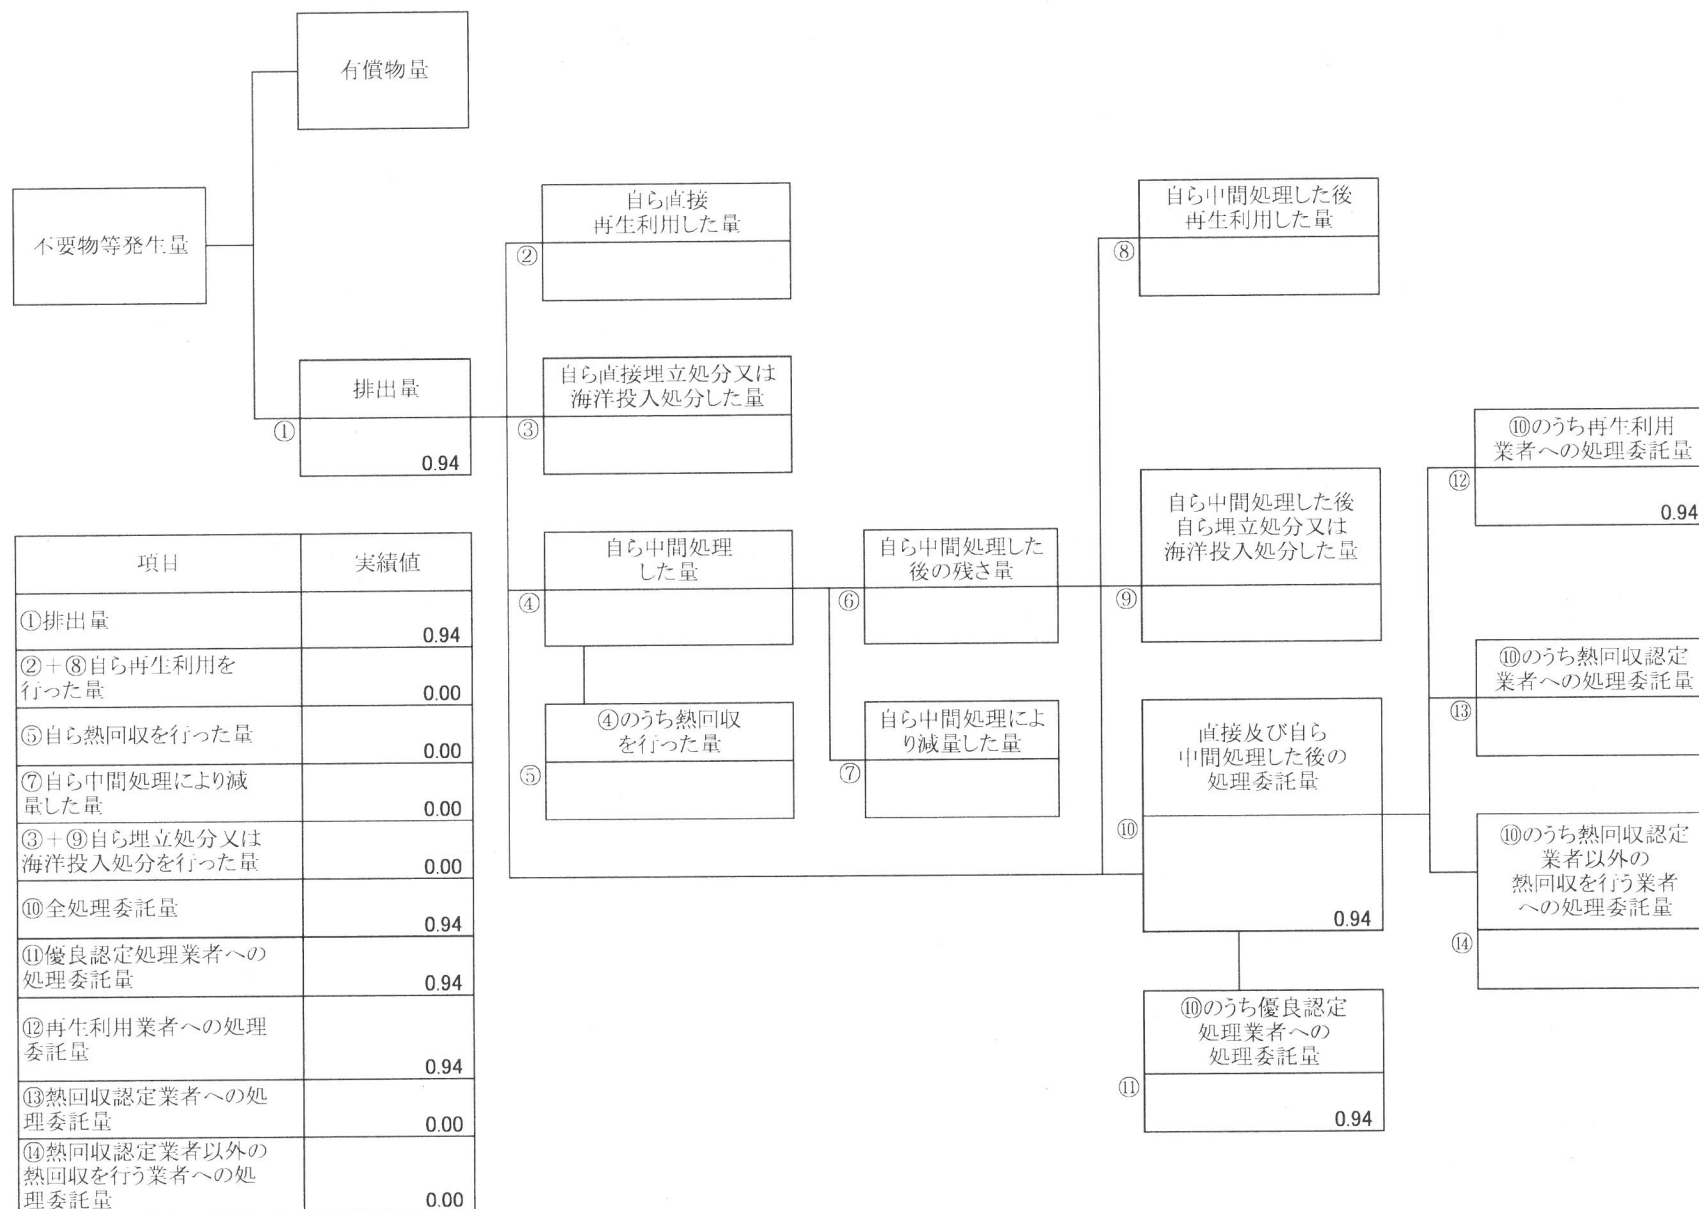 有償物量
不要物等発生量
排出量
①
0.94
自ら直接
再生利用した量
②
自ら直接埋立処分又は
海洋投入処分した量
③
自ら中間処理
した量
④
④のうち熱回収
を行った量
⑤
自ら中間処理した
後の残さ量
⑥
自ら中間処理によ
り減量した量
⑦
自ら中間処理した後
再生利用した量
⑧
自ら中間処理した後
自ら埋立処分又は
海洋投入処分した量
⑨
直接及び自ら
中間処理した後の
処理委託量
⑩
0.94
⑩のうち優良認定
処理業者への
処理委託量
⑪
0.94
⑩のうち再生利用
業者への処理委託量
⑫
0.94
⑩のうち熱回収認定
業者への処理委託量
⑬
⑩のうち熱回収認定
業者以外の
熱回収を行う業者
への処理委託量
⑭
項目 実績値
①排出量
0.94
②+⑧自ら再生利用を
行った量
0.00
⑤自ら熱回収を行った量
0.00
⑦自ら中間処理により減
量した量
0.00
③+⑨自ら埋立処分又は
海洋投入処分を行った量
0.00
⑩全処理委託量
0.94
⑪優良認定処理業者への
処理委託量
0.94
⑫再生利用業者への処理
委託量
0.94
⑬熱回収認定業者への処
理委託量
0.00
⑭熱回収認定業者以外の
熱回収を行う業者への処
理委託量
0.00